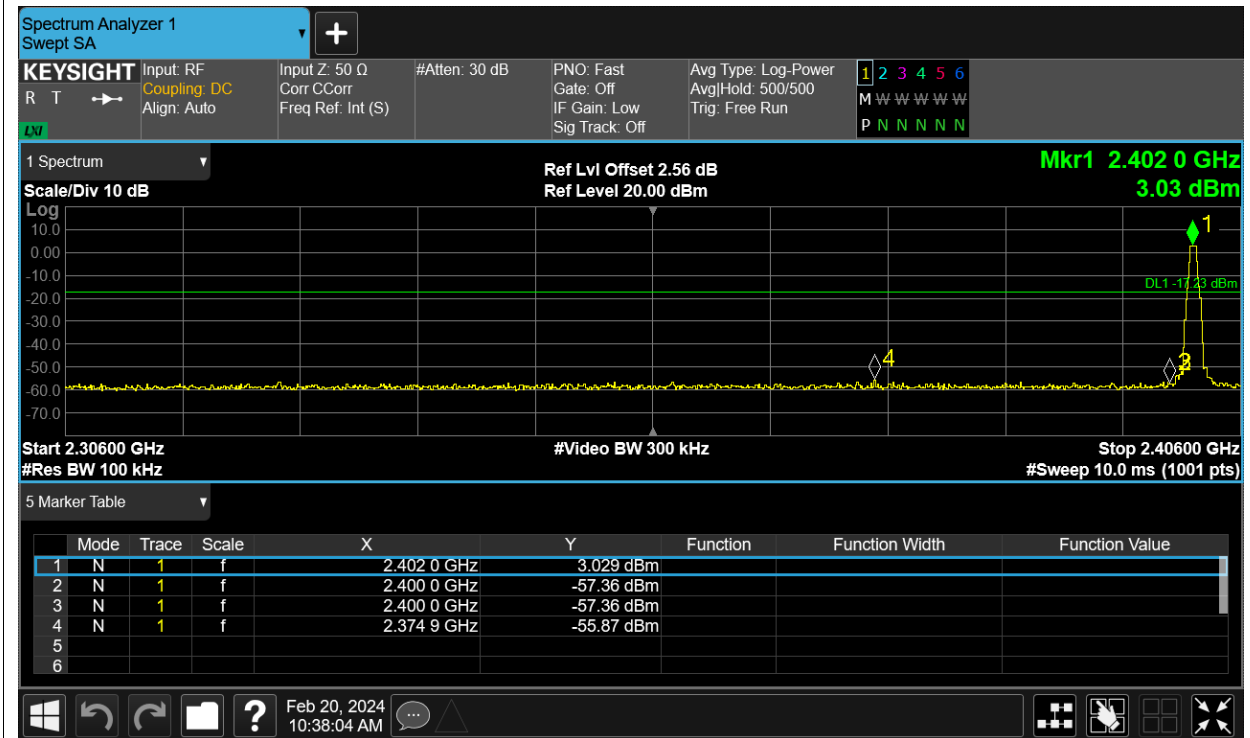 Spectrum Analyzer 1
Swept SA
KEYSIGHT
R T
LXI
Input: RF
Coupling: DC
Align: Auto
Input Z: 50 Ω
Corr CCorr
Freq Ref: Int (S)
#Atten: 30 dB
PNO: Fast
Gate: Off
IF Gain: Low
Sig Track: Off
Avg Type: Log-Power
Avg|Hold: 500/500
Trig: Free Run
1 2 3 4 5 6
M W W W W W
P N N N N N
1 Spectrum
Scale/Div 10 dB
Ref Lvl Offset 2.56 dB
Ref Level 20.00 dBm
Mkr1 2.402 0 GHz
3.03 dBm
Log
10.0
0.00
-10.0
-20.0
-30.0
-40.0
-50.0
-60.0
-70.0
1
DL1 -17.23 dBm
4
Start 2.30600 GHz
#Video BW 300 kHz
Stop 2.40600 GHz
#Res BW 100 kHz
#Sweep 10.0 ms (1001 pts)
5 Marker Table
Mode Trace Scale X Y Function Function Width Function Value
1 N 1 f 2.402 0 GHz 3.029 dBm
2 N 1 f 2.400 0 GHz -57.36 dBm
3 N 1 f 2.400 0 GHz -57.36 dBm
4 N 1 f 2.374 9 GHz -55.87 dBm
5
6
?
Feb 20, 2024
10:38:04 AM